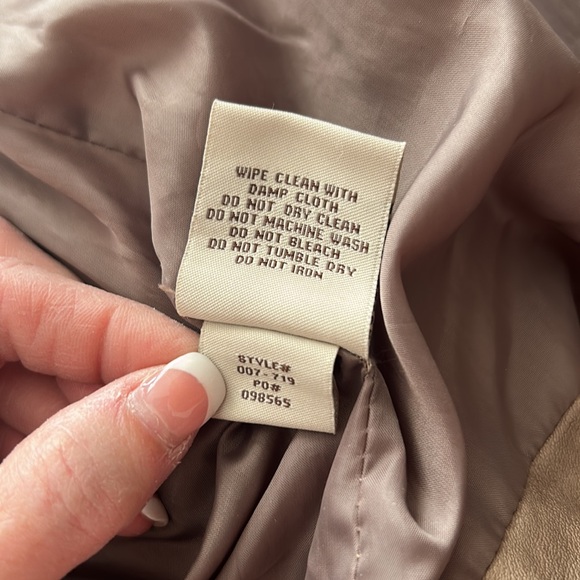 WIPE CLEAN WITH
DAMP CLOTH
DO NOT DRY CLEAN
DO NOT MACHINE WASH
DO NOT BLEACH
DO NOT TUMBLE DRY
DO NOT IRON
STYLE#
007-719
PO#
098565